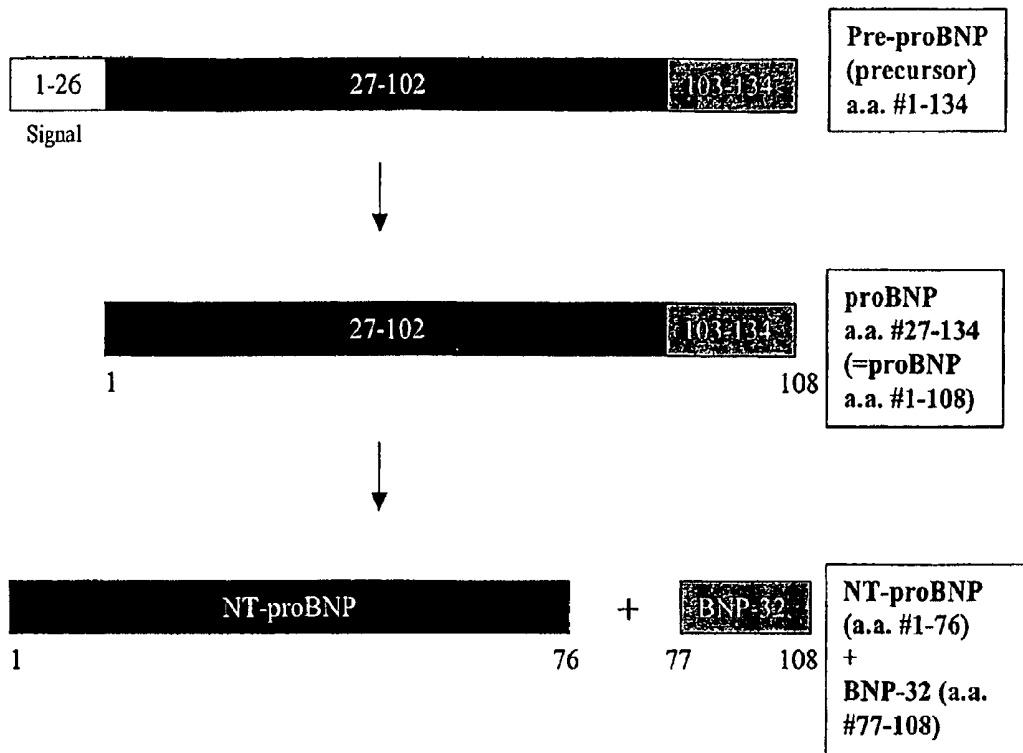 1-26
27-102
103-134
Signal
Pre-proBNP
(precursor)
a.a. #1-134
27-102
103-134
1
108
proBNP
a.a. #27-134
(=proBNP
a.a. #1-108)
NT-proBNP
+
BNP-32
1
76
77
108
NT-proBNP
(a.a. #1-76)
+
BNP-32 (a.a.
#77-108)